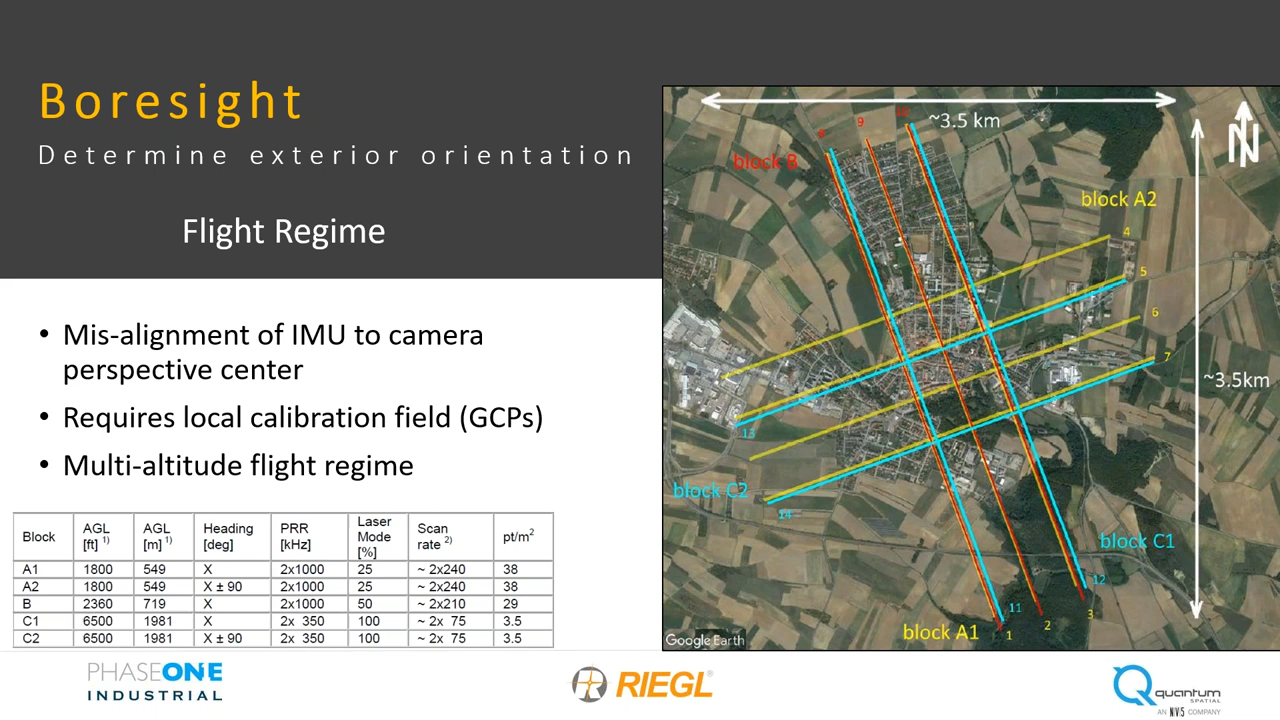 Boresight
Determine exterior orientation
Flight Regime
• Mis-alignment of IMU to camera
perspective center
• Requires local calibration field (GCPs)
• Multi-altitude flight regime
Block AGL [ft] 1) AGL [m] 1) Heading [deg] PRR [kHz] Laser Mode [%] Scan rate 2) pt/m2
A1 1800 549 X 2x1000 25 ~ 2x240 38
A2 1800 549 X ± 90 2x1000 25 ~ 2x240 38
B 2360 719 X 2x1000 50 ~ 2x210 29
C1 6500 1981 X 2x 350 100 ~ 2x 75 3.5
C2 6500 1981 X ± 90 2x 350 100 ~ 2x 75 3.5
~3.5 km
N
8
9
10
block B
block A2
4
5
6
7
~3.5km
13
block C2
14
block C1
12
11
3
2
1
block A1
Google Earth
PHASEONE
INDUSTRIAL
RIEGL®
quantum
SPATIAL
AN NV5 COMPANY